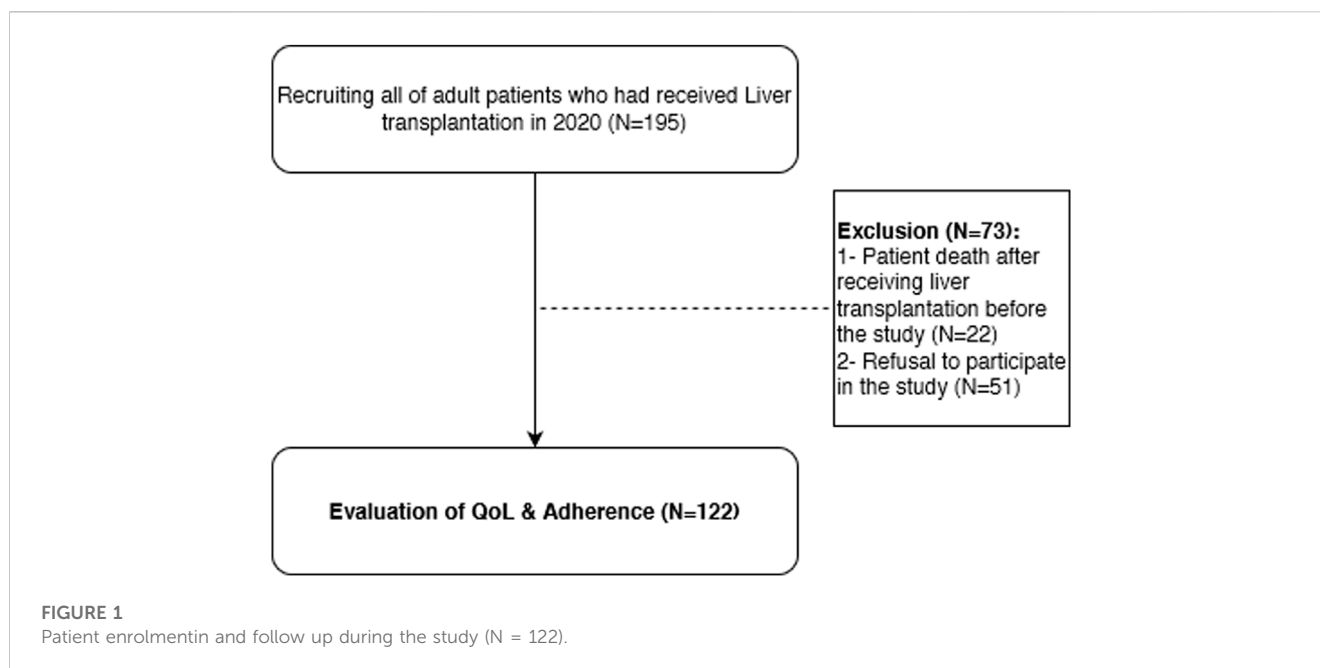 Recruiting all of adult patients who had received Liver
transplantation in 2020 (N=195)
Exclusion (N=73):
1- Patient death after
receiving liver
transplantation before
the study (N=22)
2- Refusal to participate
in the study (N=51)
Evaluation of QoL & Adherence (N=122)
FIGURE 1
Patient enrolmentin and follow up during the study (N = 122).